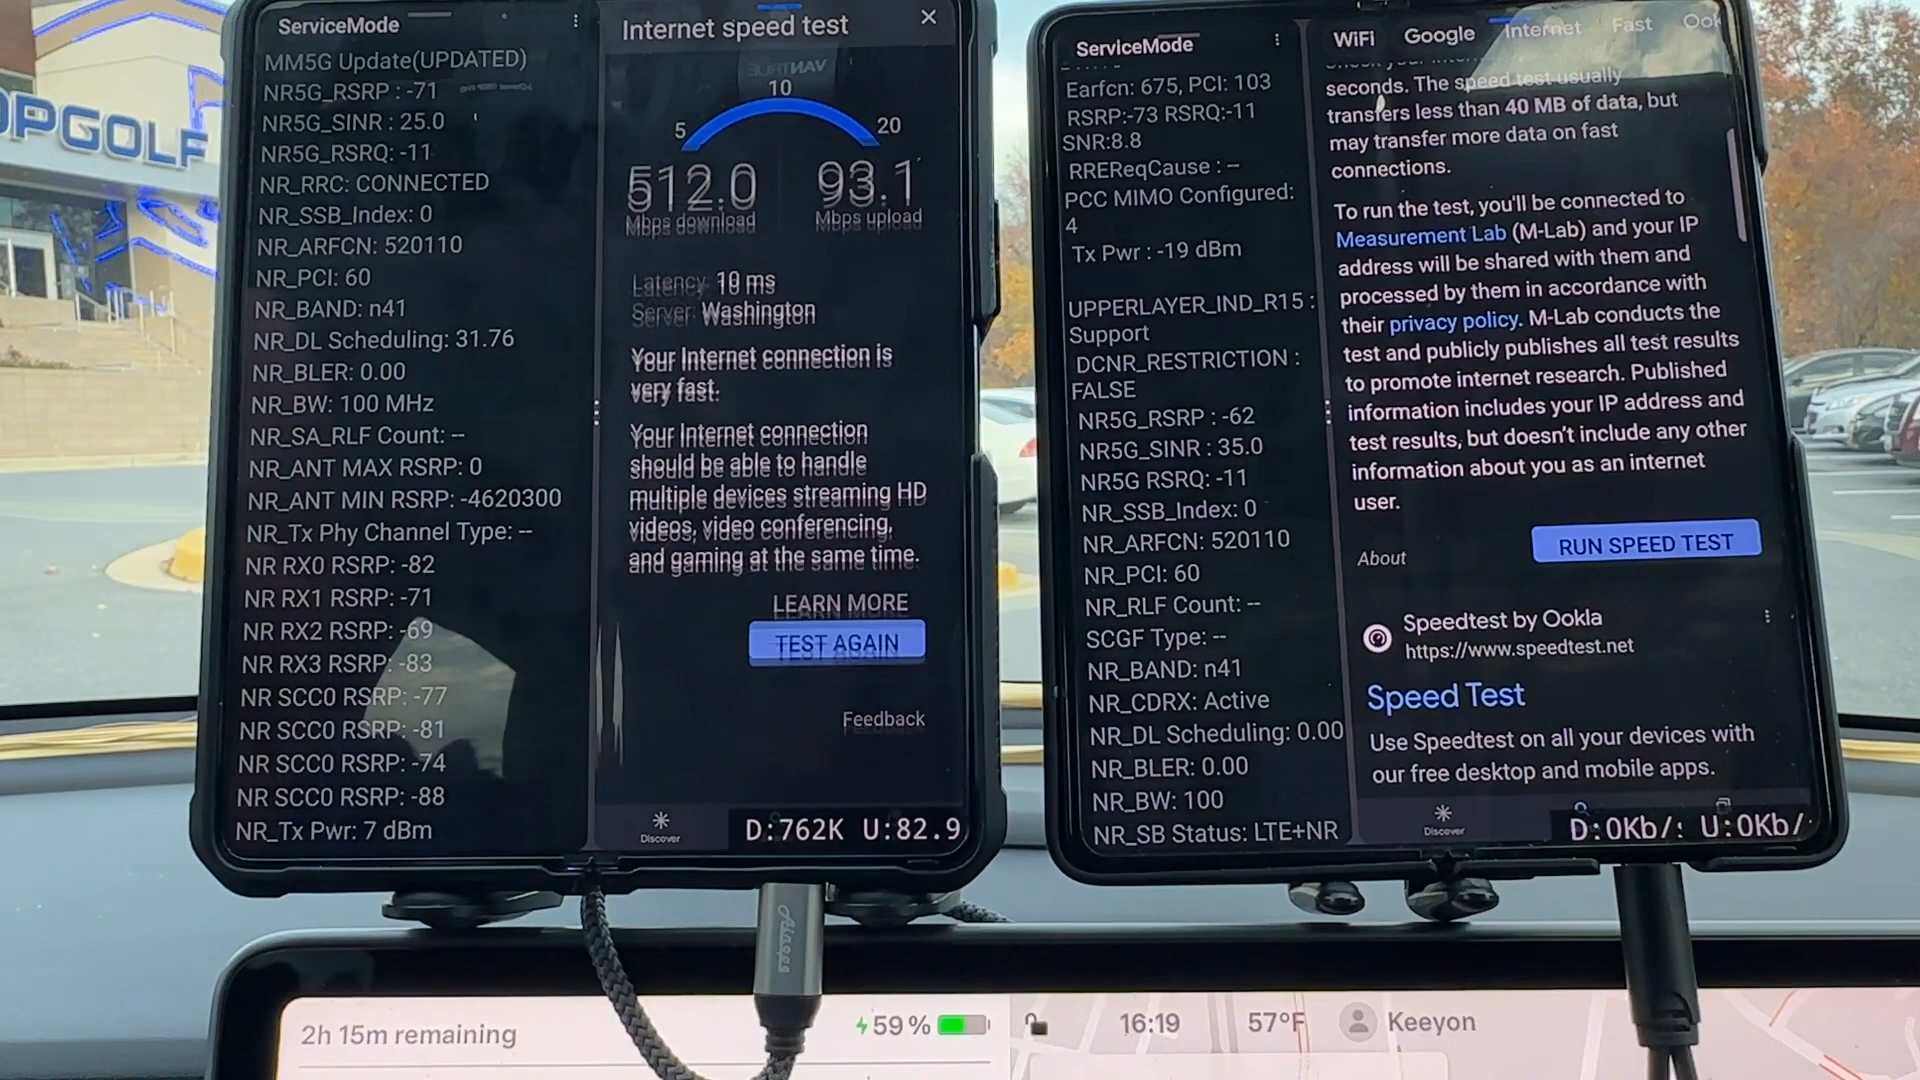 OPGOLF
ServiceMode
MM5G Update(UPDATED)
NR5G_RSRP : -71
NR5G_SINR : 25.0
NR5G_RSRQ: -11
NR_RRC: CONNECTED
NR_SSB_Index: 0
NR_ARFCN: 520110
NR_PCI: 60
NR_BAND: n41
NR_DL Scheduling: 31.76
NR_BLER: 0.00
NR_BW: 100 MHz
NR_SA_RLF Count: --
NR_ANT MAX RSRP: 0
NR_ANT MIN RSRP: -4620300
NR_Tx Phy Channel Type: --
NR RX0 RSRP: -82
NR RX1 RSRP: -71
NR RX2 RSRP: -69
NR RX3 RSRP: -83
NR SCC0 RSRP: -77
NR SCC0 RSRP: -81
NR SCC0 RSRP: -74
NR SCC0 RSRP: -88
NR_Tx Pwr: 7 dBm
Internet speed test
10
5 20
512.0 93.1
Mbps download Mbps upload
Latency: 10 ms
Server: Washington
Your Internet connection is
very fast.
Your Internet connection
should be able to handle
multiple devices streaming HD
videos, video conferencing,
and gaming at the same time.
LEARN MORE
TEST AGAIN
Feedback
Discover
D:762K U:82.9
ServiceMode
Earfcn: 675, PCI: 103
RSRP:-73 RSRQ:-11
SNR:8.8
RREReqCause : --
PCC MIMO Configured:
4
Tx Pwr : -19 dBm
UPPERLAYER_IND_R15 :
Support
DCNR_RESTRICTION :
FALSE
NR5G_RSRP : -62
NR5G_SINR : 35.0
NR5G RSRQ: -11
NR_SSB_Index: 0
NR_ARFCN: 520110
NR_PCI: 60
NR_RLF Count: --
SCGF Type: --
NR_BAND: n41
NR_CDRX: Active
NR_DL Scheduling: 0.00
NR_BLER: 0.00
NR_BW: 100
NR_SB Status: LTE+NR
WiFi Google Internet Fast Ook
seconds. The speed test usually
transfers less than 40 MB of data, but
may transfer more data on fast
connections.
To run the test, you'll be connected to
Measurement Lab (M-Lab) and your IP
address will be shared with them and
processed by them in accordance with
their privacy policy. M-Lab conducts the
test and publicly publishes all test results
to promote internet research. Published
information includes your IP address and
test results, but doesn't include any other
information about you as an internet
user.
About
RUN SPEED TEST
Speedtest by Ookla
https://www.speedtest.net
Speed Test
Use Speedtest on all your devices with
our free desktop and mobile apps.
Discover
D:0Kb/ U:0Kb/
2h 15m remaining
59 %
16:19
57°F
Keeyon